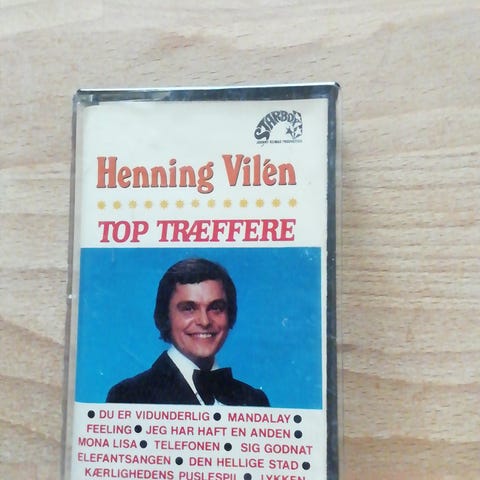 STARBOX
Henning Vilén
TOP TRÆFFERE
● DU ER VIDUNDERLIG ● MANDALAY ●
FEELING ● JEG HAR HAFT EN ANDEN ●
MONA LISA ● TELEFONEN ● SIG GODNAT
ELEFANTSANGEN ● DEN HELLIGE STAD ●
KÆRLIGHEDENS PUSLESPIL ● LYKKEN